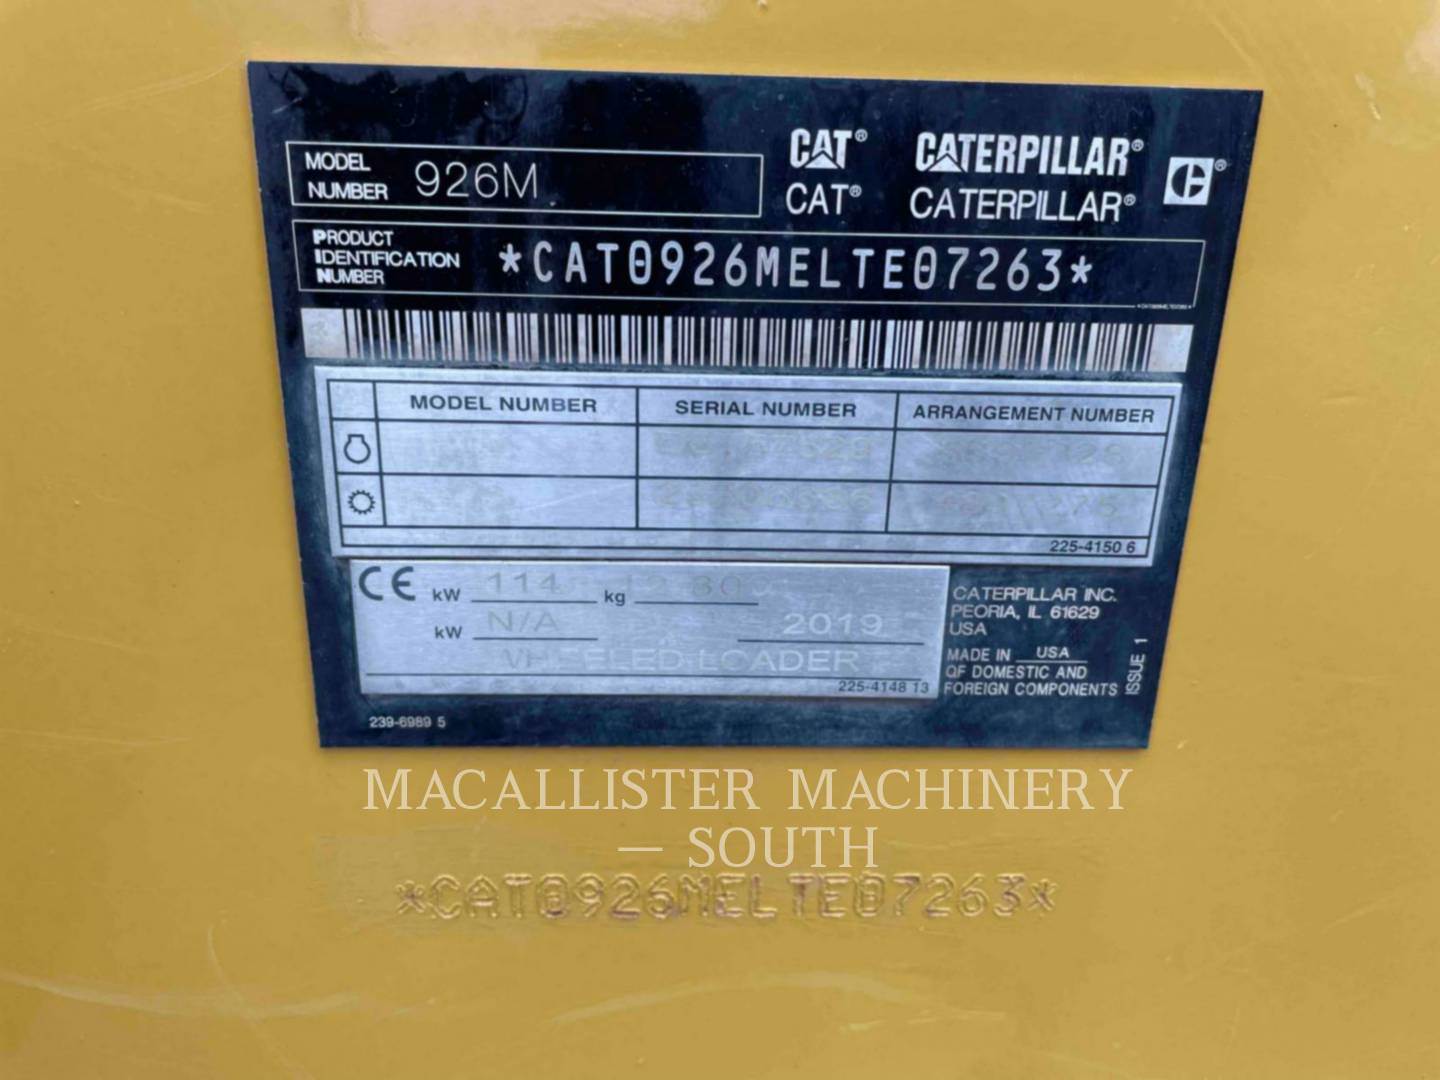 MODEL NUMBER 926M
CAT® CATERPILLAR®
CAT® CATERPILLAR®
PRODUCT IDENTIFICATION NUMBER *CAT0926MELTE07263*
MODEL NUMBER SERIAL NUMBER ARRANGEMENT NUMBER
225-4150 6
CE kW 114 kg
kW N/A 2019
WHEELED-LOADER
225-4148 13
CATERPILLAR INC.
PEORIA, IL 61629
USA
MADE IN USA
OF DOMESTIC AND
FOREIGN COMPONENTS
ISSUE 1
239-6989 5
MACALLISTER MACHINERY
— SOUTH
*CAT0926MELTE07263*